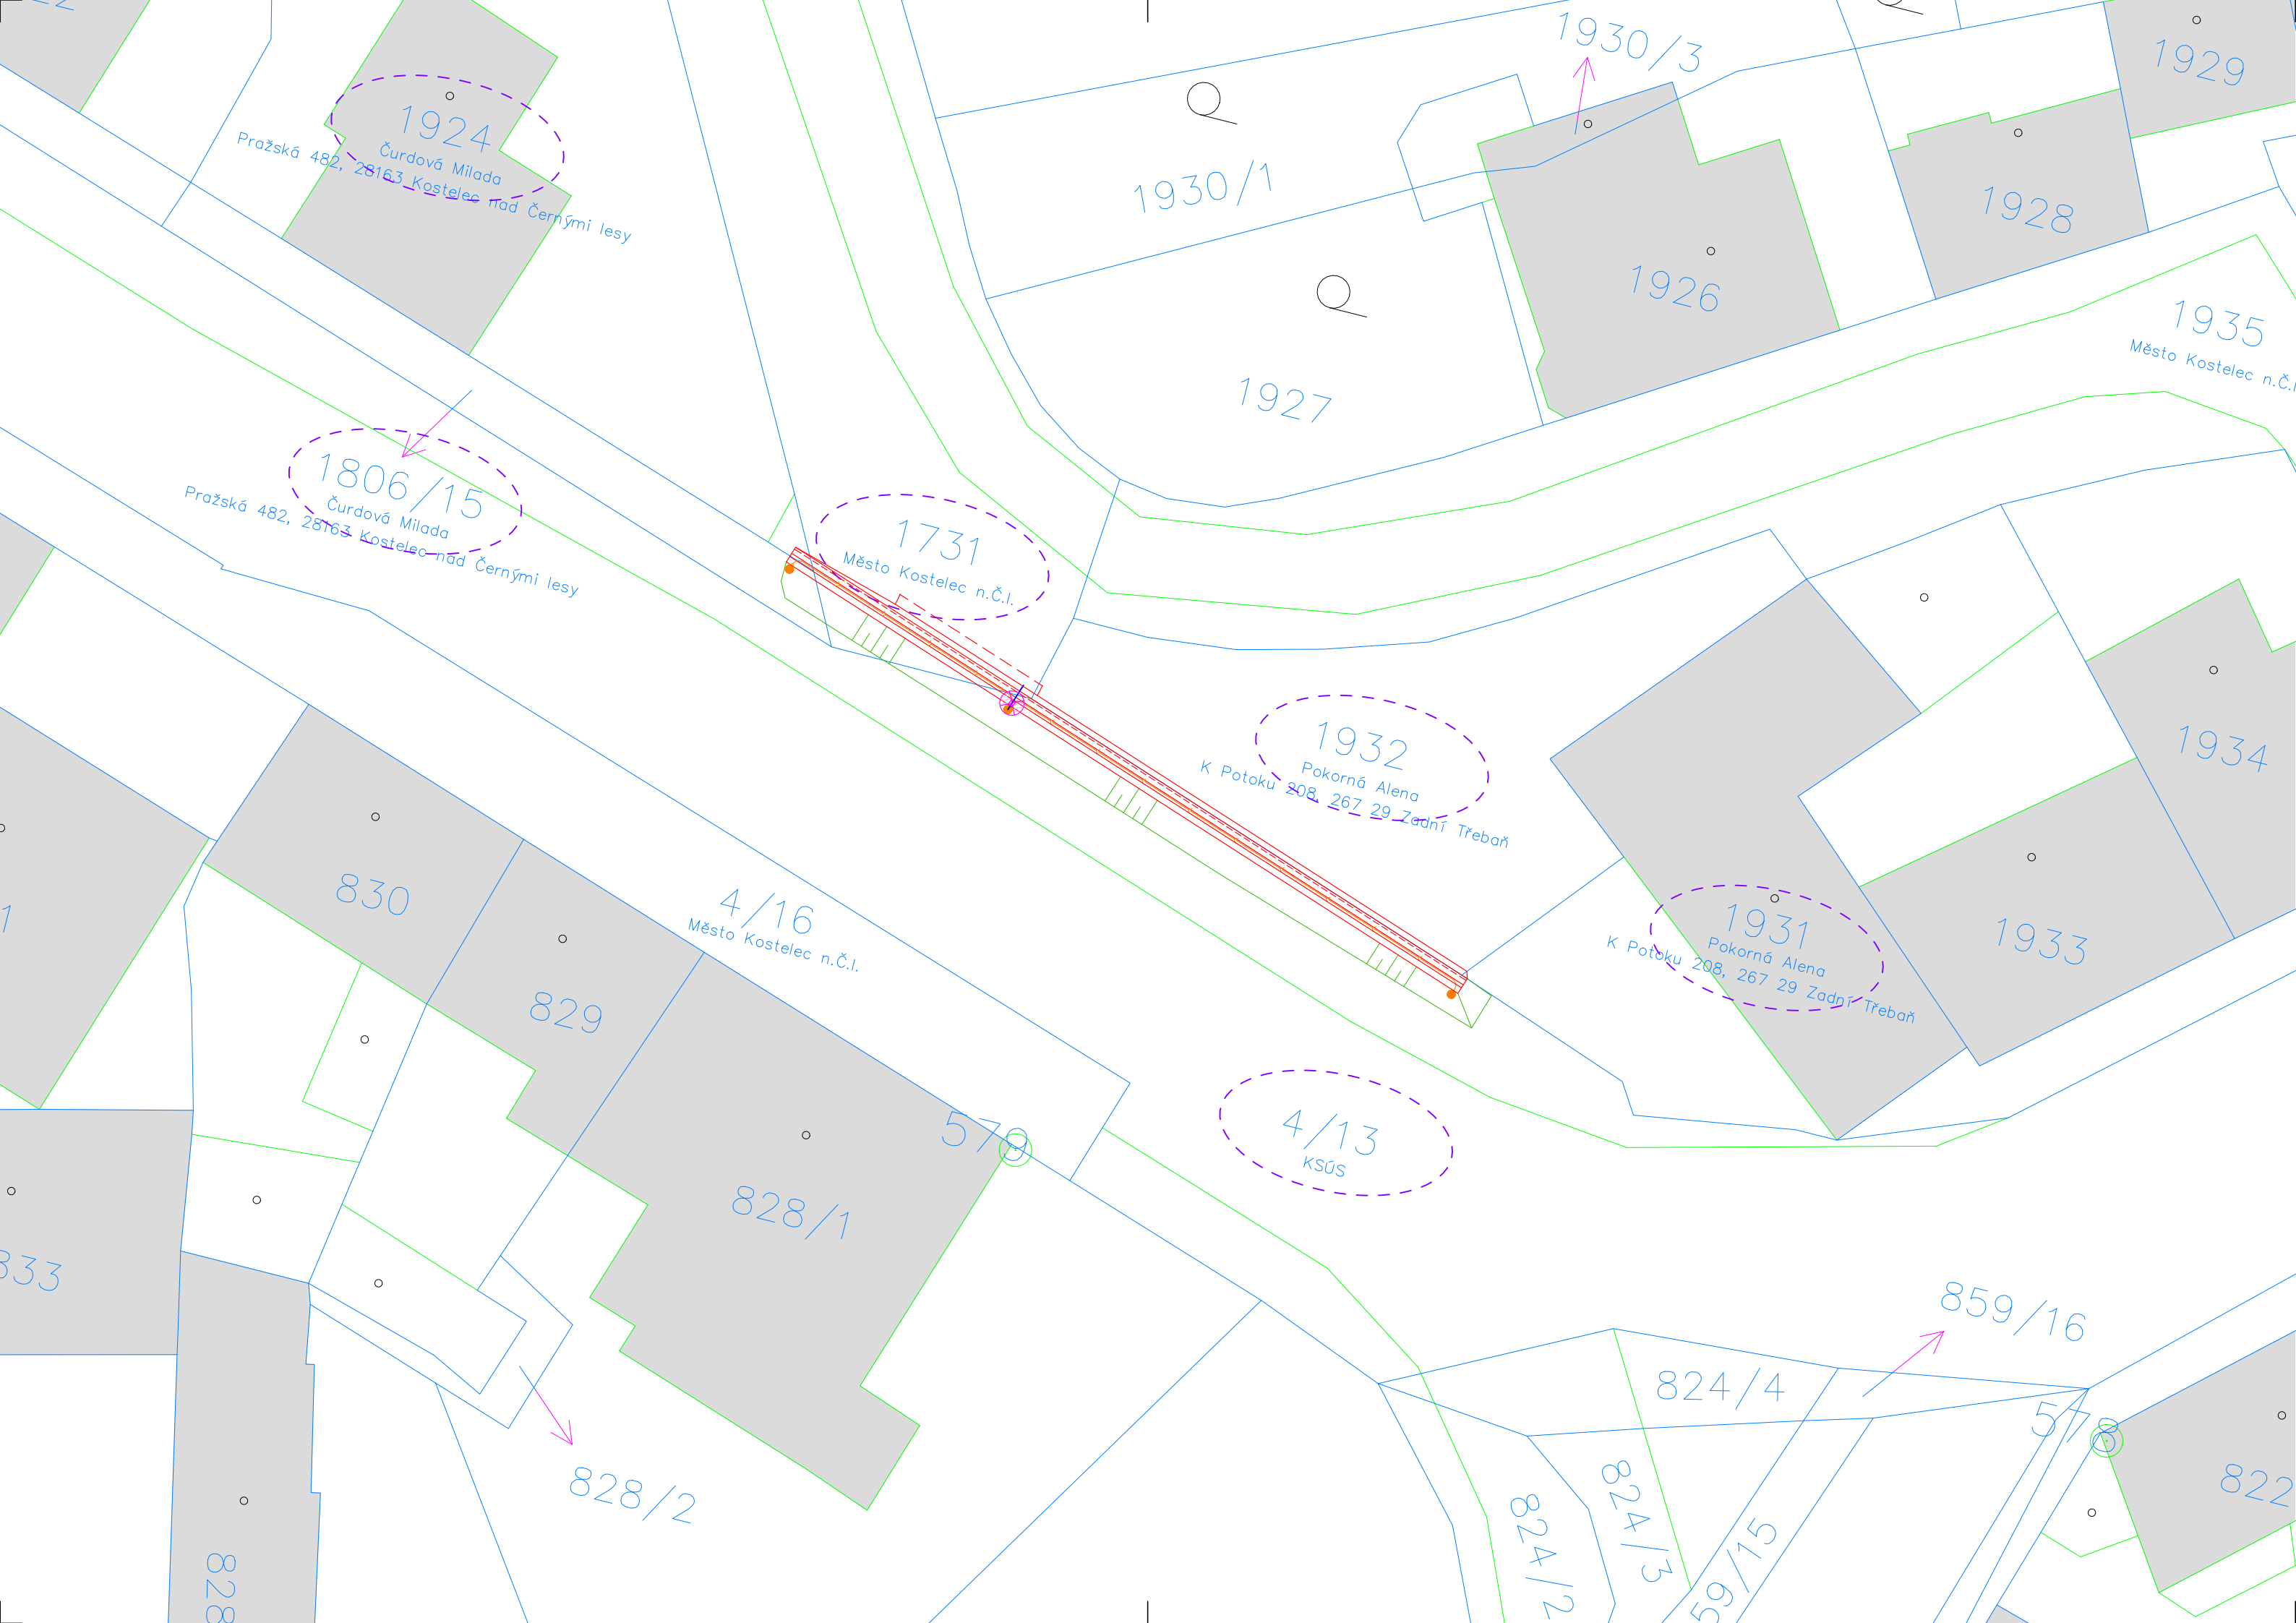 1930/3
1929
1924
Čurdová Milada
Pražská 482, 28163 Kostelec nad Černými lesy
1930/1
1928
1926
1935
Město Kostelec n.Č.l.
1927
1806/15
Čurdová Milada
Pražská 482, 28163 Kostelec nad Černými lesy
1731
Město Kostelec n.Č.l.
1932
Pokorná Alena
K Potoku 208, 267 29 Zadní Třebaň
1934
830
4/16
Město Kostelec n.Č.l.
1931
Pokorná Alena
K Potoku 208, 267 29 Zadní Třebaň
1933
829
579
4/13
KSÚS
828/1
833
859/16
824/4
578
828/2
822
824/3
824/2
59/15
828